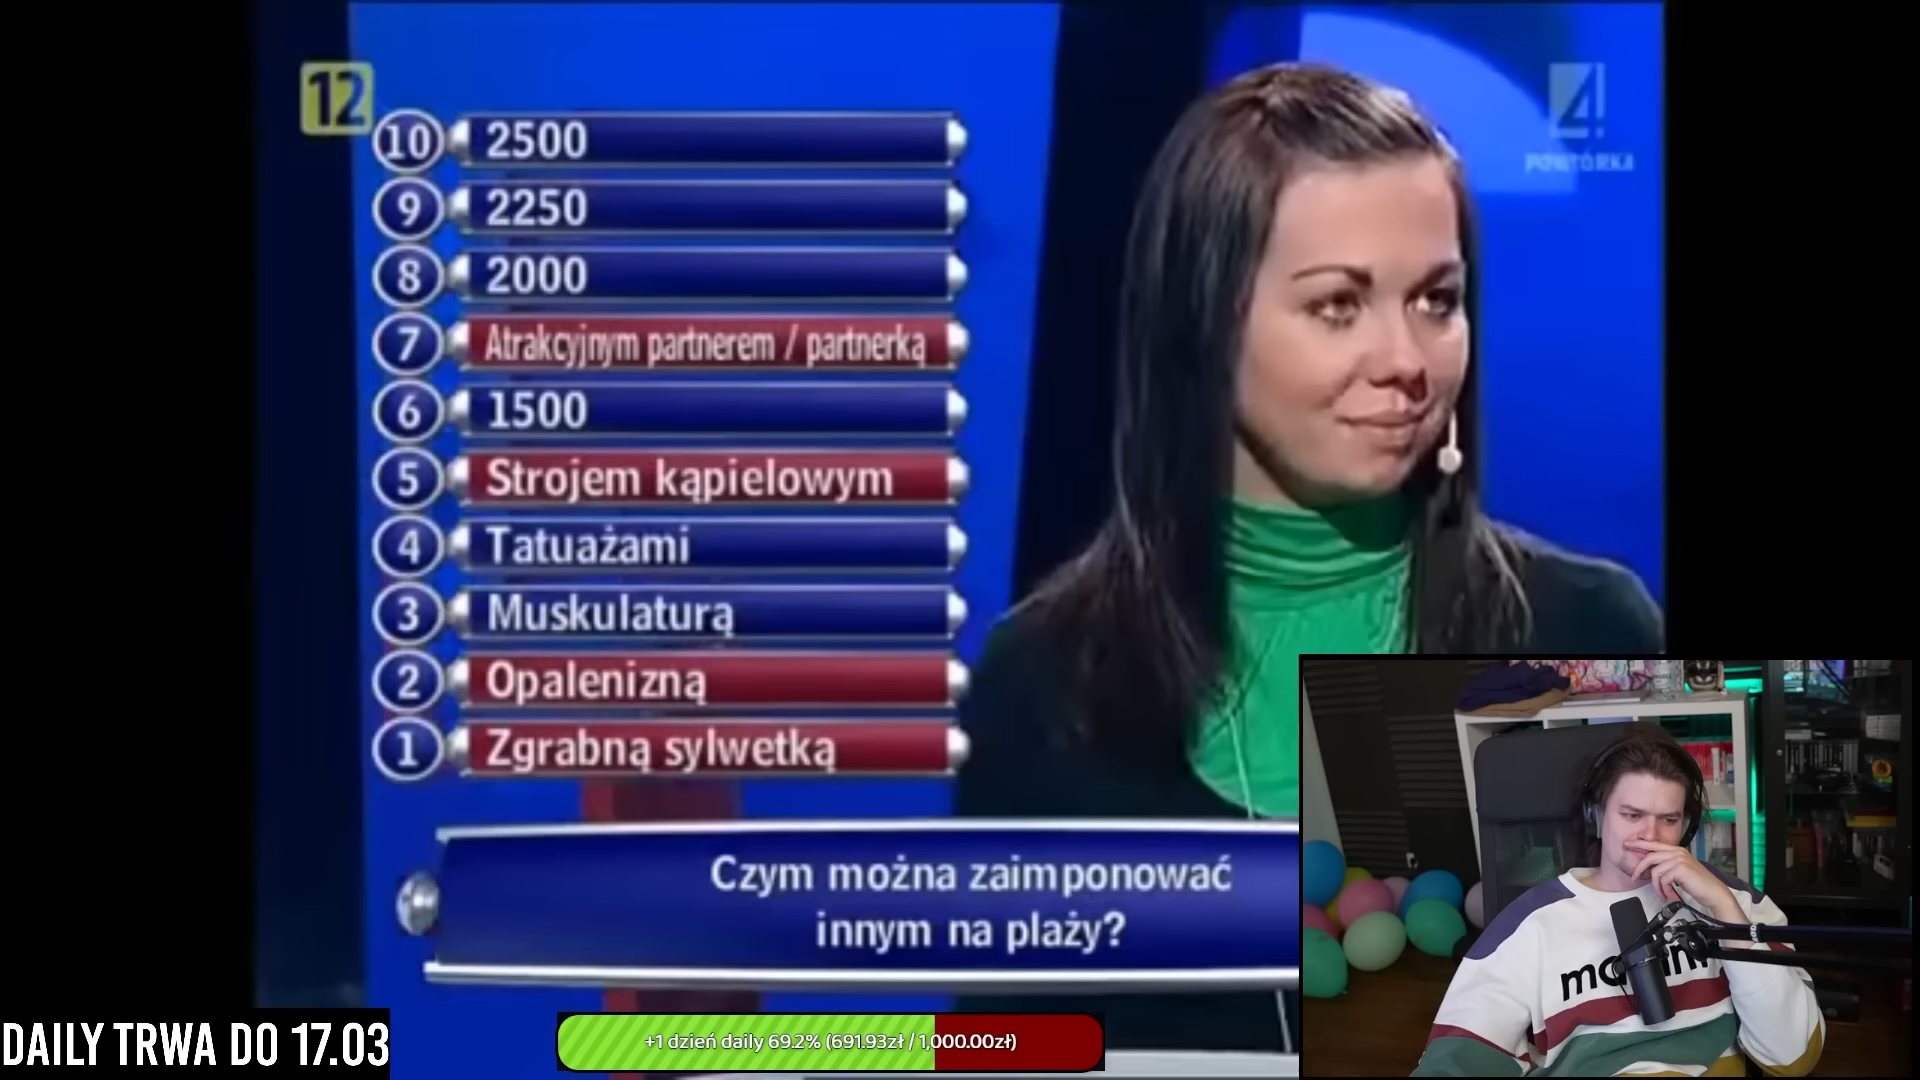 12
4!
POWTÓRKA
10 2500
9 2250
8 2000
7 Atrakcyjnym partnerem / partnerką
6 1500
5 Strojem kąpielowym
4 Tatuażami
3 Muskulaturą
2 Opalenizną
1 Zgrabną sylwetką
Czym można zaimponować
innym na plaży?
DAILY TRWA DO 17.03
+1 dzień daily 69.2% (691.93zł / 1,000.00zł)